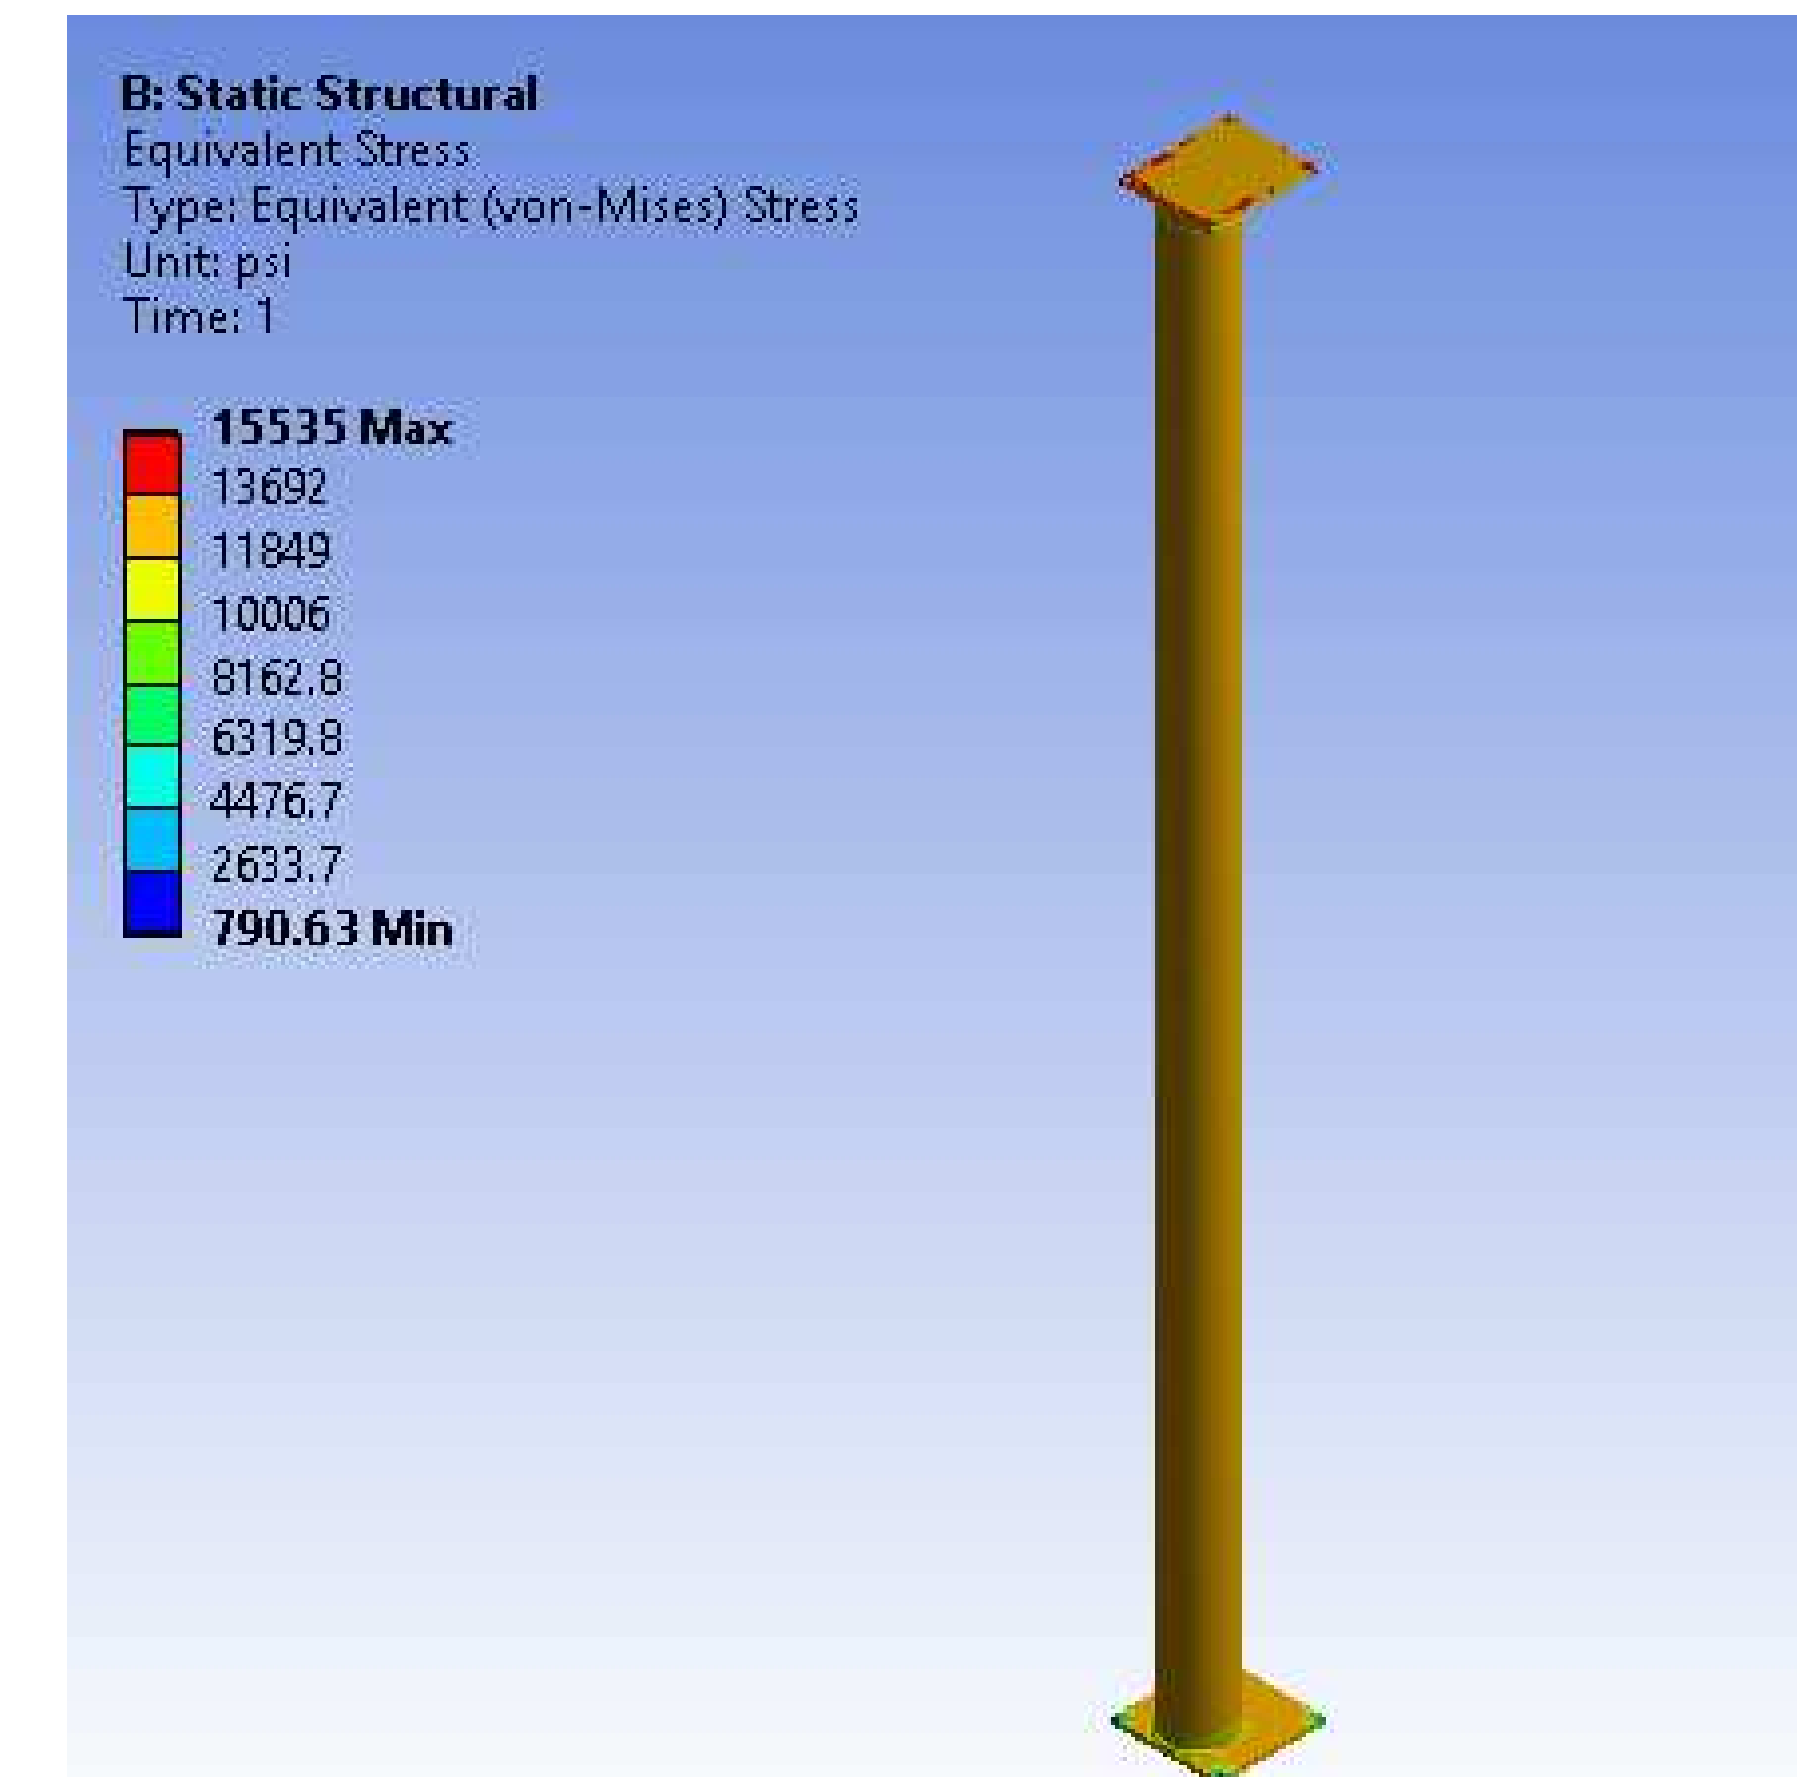 B: Static Structural
Equivalent Stress
Type: Equivalent (von-Mises) Stress
Unit: psi
Time: 1
15535 Max
13692
11849
10006
8162.8
6319.8
4476.7
2633.7
790.63 Min